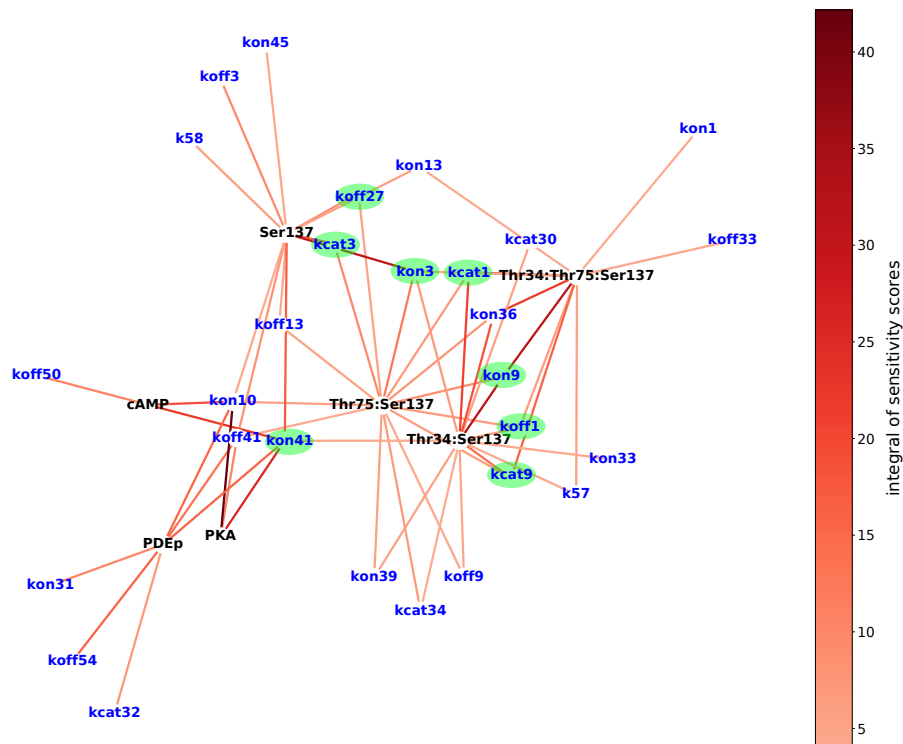 kon45
koff3
k58
kon1
kon13
koff27
Ser137
kcat3
kcat30
koff33
kon3
kcat1
Thr34:Thr75:Ser137
kon36
koff13
koff50
kon9
cAMP
kon10
Thr75:Ser137
koff1
koff41
kon41
Thr34:Ser137
kon33
kcat9
k57
PDEp
PKA
kon31
kon39
koff9
kcat34
koff54
kcat32
40
35
30
25
20
15
10
5
integral of sensitivity scores